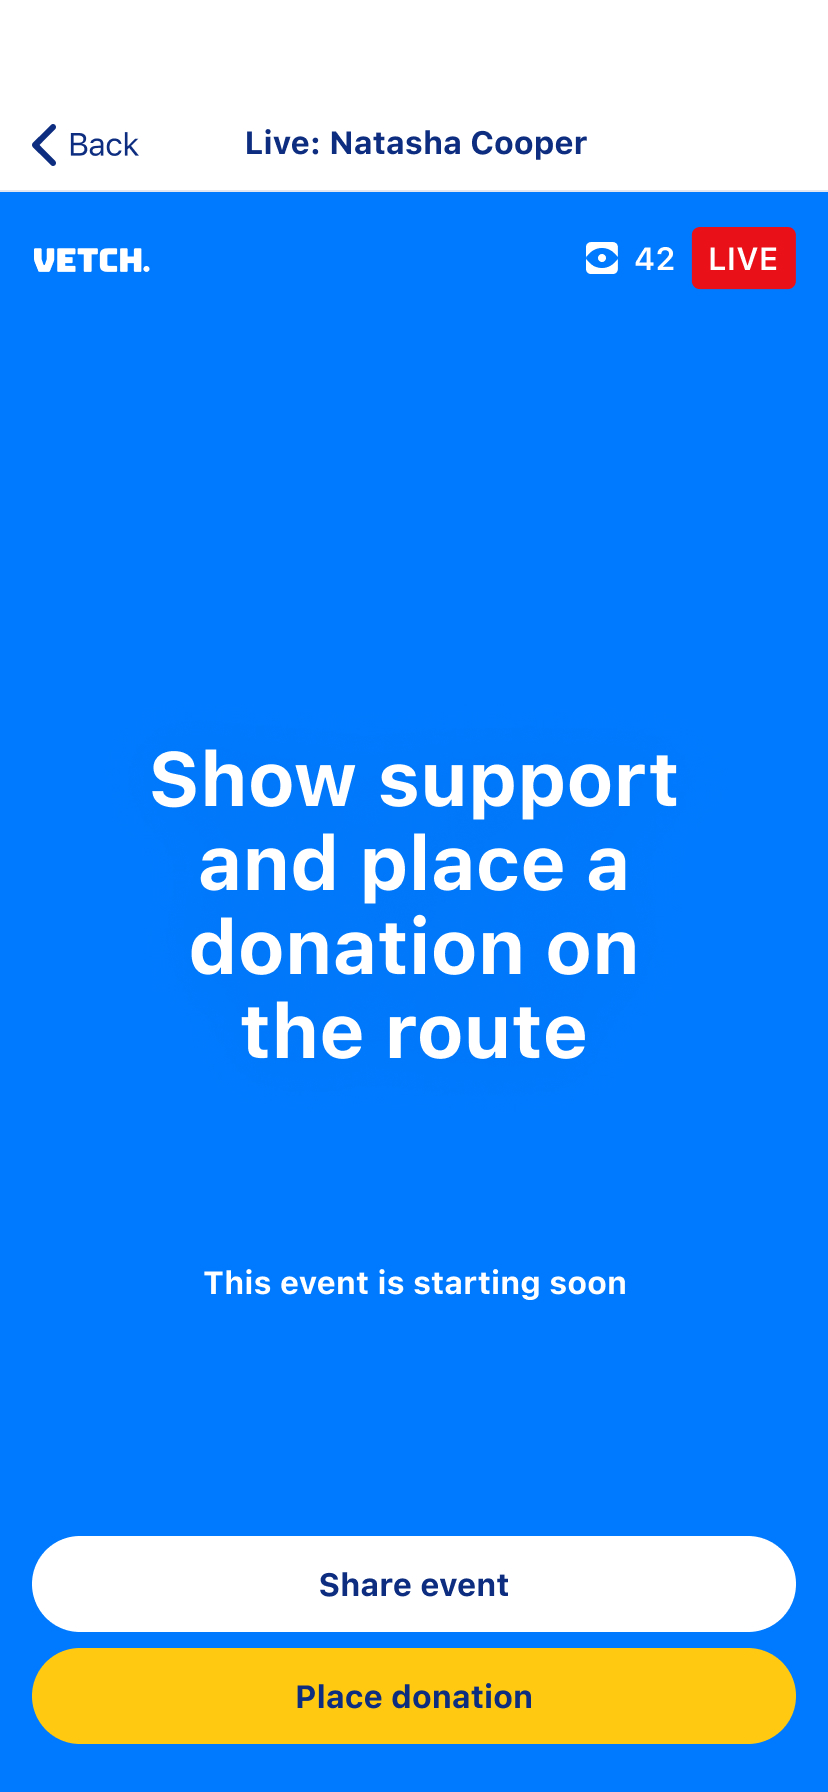 Back
Live: Natasha Cooper
VETCH.
42
LIVE
Show support
and place a
donation on
the route
This event is starting soon
Share event
Place donation